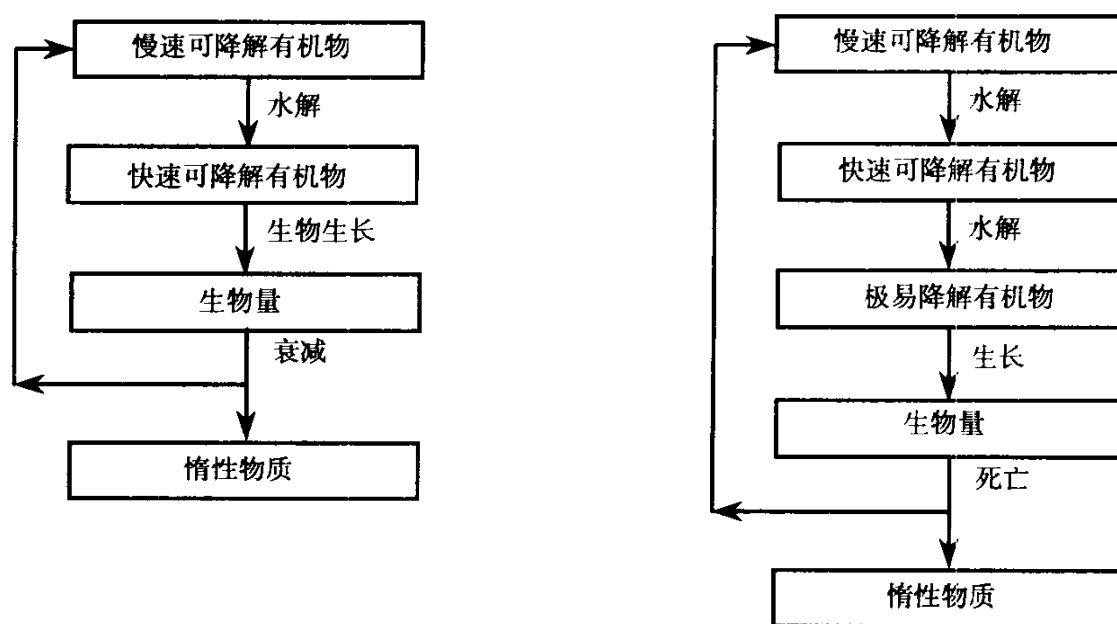 慢速可降解有机物
水解
快速可降解有机物
生物生长
生物量
衰减
惰性物质
慢速可降解有机物
水解
快速可降解有机物
水解
极易降解有机物
生长
生物量
死亡
惰性物质